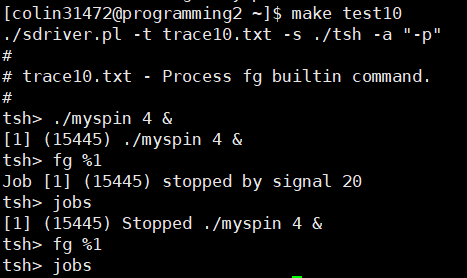 [colin31472@programming2 ~]$ make test10
./sdriver.pl -t trace10.txt -s ./tsh -a "-p"
#
# trace10.txt - Process fg builtin command.
#
tsh> ./myspin 4 &
[1] (15445) ./myspin 4 &
tsh> fg %1
Job [1] (15445) stopped by signal 20
tsh> jobs
[1] (15445) Stopped ./myspin 4 &
tsh> fg %1
tsh> jobs